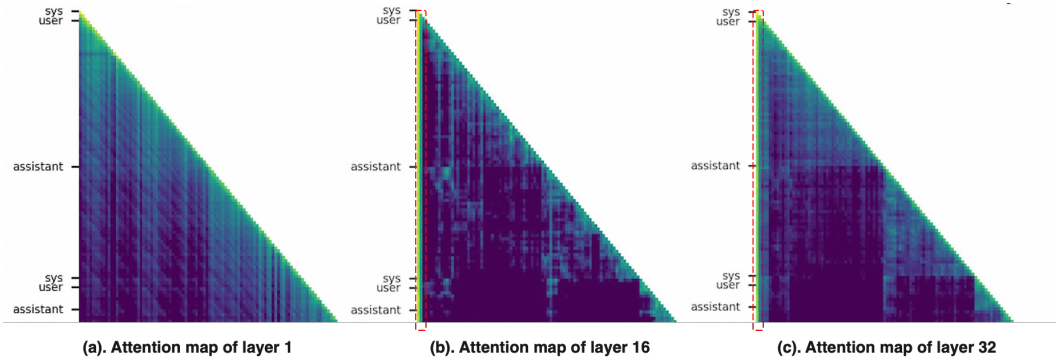 sys
user
assistant
sys
user
assistant
(a). Attention map of layer 1
sys
user
assistant
sys
user
assistant
(b). Attention map of layer 16
sys
user
assistant
sys
user
assistant
(c). Attention map of layer 32